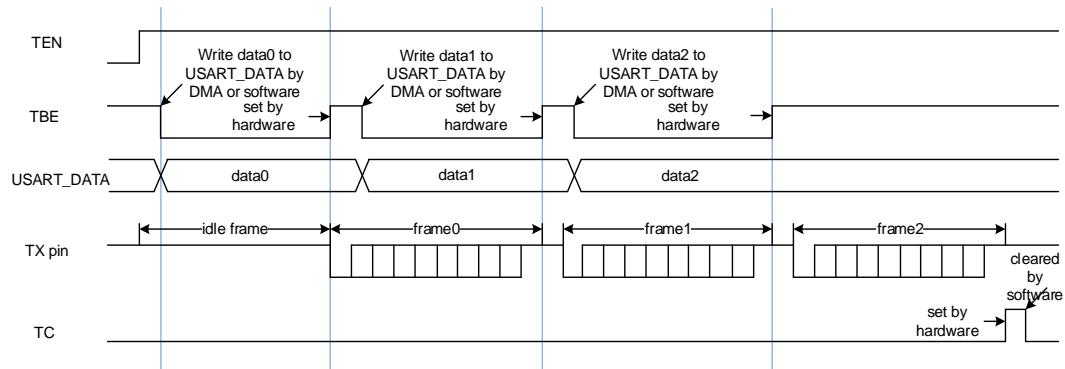 TEN
Write data0 to
USART_DATA by
DMA or software
set by
hardware
Write data1 to
USART_DATA by
DMA or software
set by
hardware
Write data2 to
USART_DATA by
DMA or software
set by
hardware
TBE
USART_DATA
data0
data1
data2
idle frame
frame0
frame1
frame2
TX pin
cleared
by
software
set by
hardware
TC